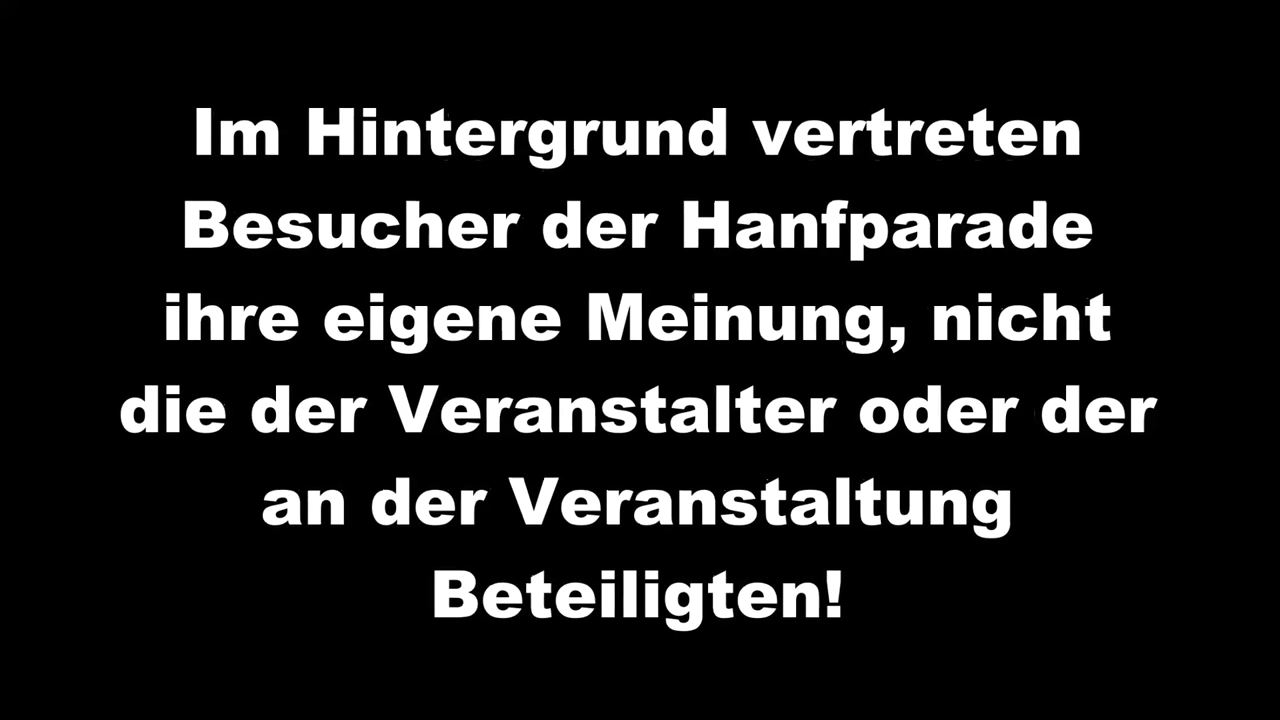 Im Hintergrund vertreten
Besucher der Hanfparade
ihre eigene Meinung, nicht
die der Veranstalter oder der
an der Veranstaltung
Beteiligten!